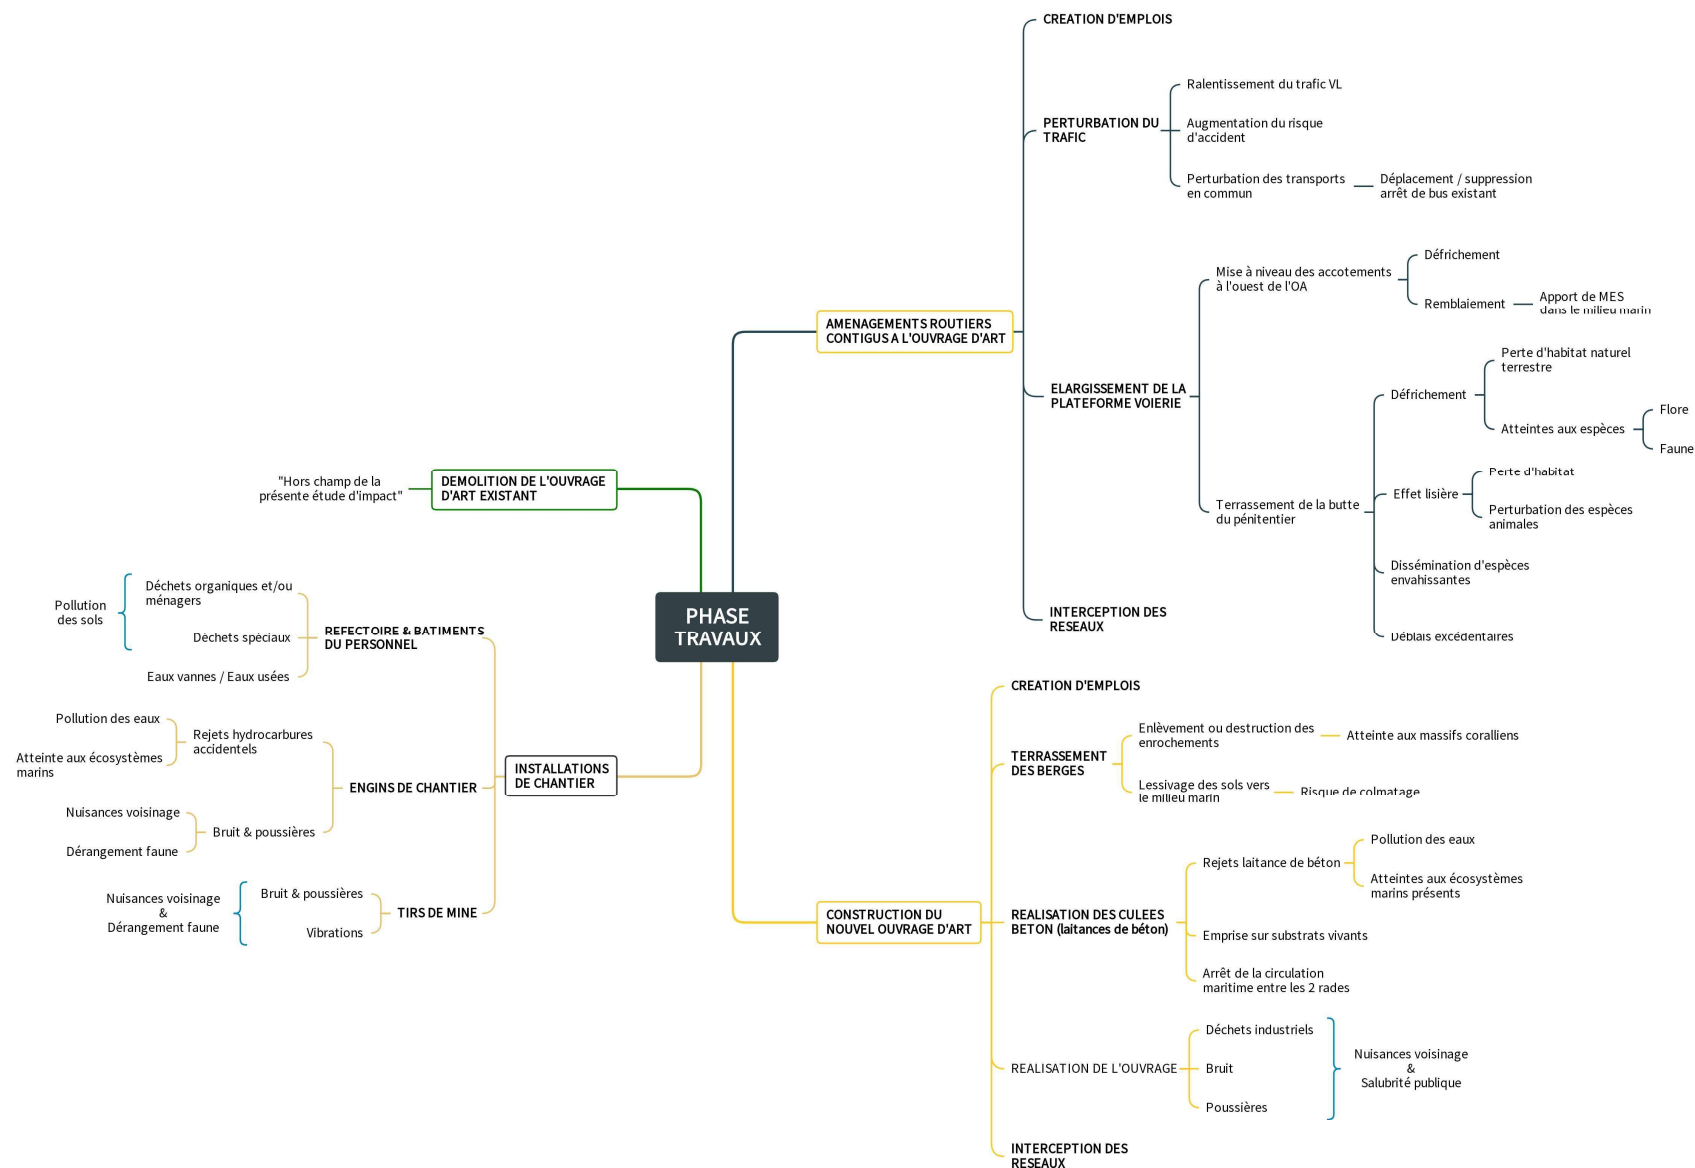 PHASE
TRAVAUX
AMENAGEMENTS ROUTIERS
CONTIGUS A L'OUVRAGE D'ART
CREATION D'EMPLOIS
PERTURBATION DU
TRAFIC
Ralentissement du trafic VL
Augmentation du risque
d'accident
Perturbation des transports
en commun
Déplacement / suppression
arrêt de bus existant
ELARGISSEMENT DE LA
PLATEFORME VOIERIE
Mise à niveau des accotements
à l'ouest de l'OA
Défrichement
Remblaiement
Apport de MES
dans le milieu marin
Terrassement de la butte
du pénitentier
Défrichement
Perte d'habitat naturel
terrestre
Atteintes aux espèces
Flore
Faune
Effet lisière
Perte d'habitat
Perturbation des espèces
animales
Dissémination d'espèces
envahissantes
Déblais excédentaires
INTERCEPTION DES
RESEAUX
CONSTRUCTION DU
NOUVEL OUVRAGE D'ART
CREATION D'EMPLOIS
TERRASSEMENT
DES BERGES
Enlèvement ou destruction des
enrochements
Atteinte aux massifs coralliens
Lessivage des sols vers
le milieu marin
Risque de colmatage
REALISATION DES CULEES
BETON (laitances de béton)
Rejets laitance de béton
Pollution des eaux
Atteintes aux écosystèmes
marins présents
Emprise sur substrats vivants
Arrêt de la circulation
maritime entre les 2 rades
REALISATION DE L'OUVRAGE
Déchets industriels
Bruit
Poussières
Nuisances voisinage
&
Salubrité publique
INTERCEPTION DES
RESEAUX
DEMOLITION DE L'OUVRAGE
D'ART EXISTANT
"Hors champ de la
présente étude d'impact"
INSTALLATIONS
DE CHANTIER
REFECTOIRE & BATIMENTS
DU PERSONNEL
Déchets organiques et/ou
ménagers
Déchets spéciaux
Eaux vannes / Eaux usées
Pollution
des sols
ENGINS DE CHANTIER
Rejets hydrocarbures
accidentels
Pollution des eaux
Atteinte aux écosystèmes
marins
Bruit & poussières
Nuisances voisinage
Dérangement faune
TIRS DE MINE
Bruit & poussières
Vibrations
Nuisances voisinage
&
Dérangement faune